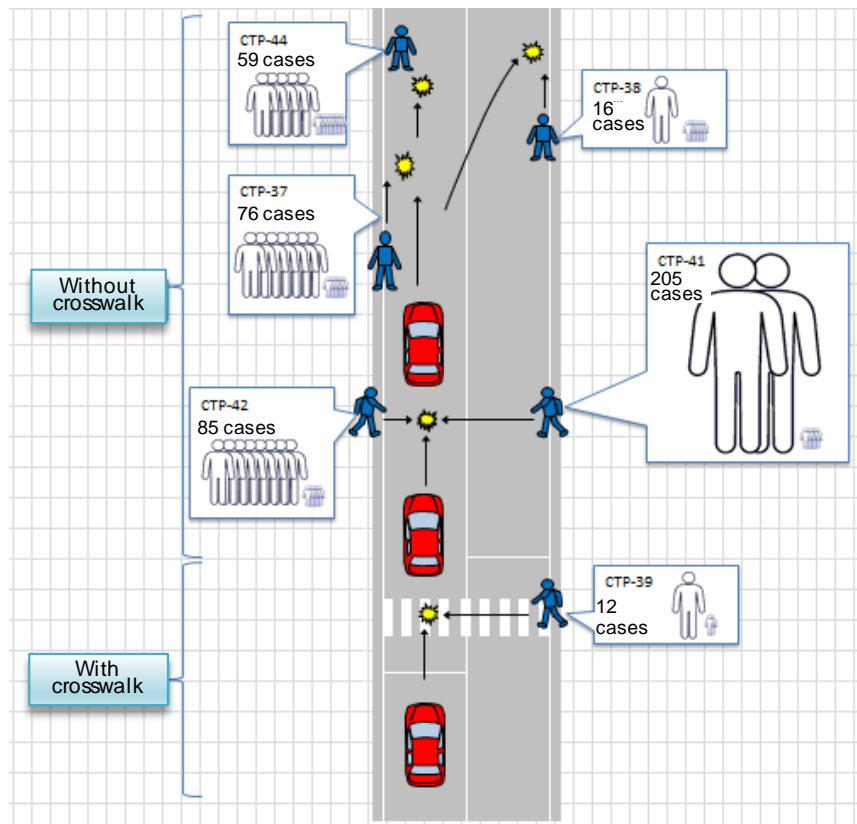 CTP-44
59 cases
CTP-38
16
cases
CTP-37
76 cases
CTP-41
205
cases
Without
crosswalk
CTP-42
85 cases
CTP-39
12
cases
With
crosswalk